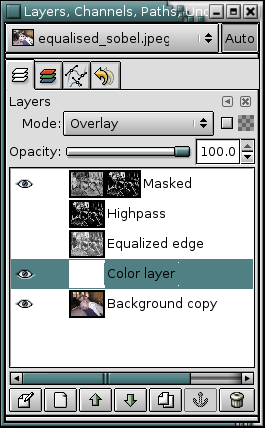 Layers, Channels, Paths, Und
equalised_sobel.jpeg
Auto
Layers
Mode: Overlay
Opacity: 100.0
Masked
Highpass
Equalized edge
Color layer
Background copy